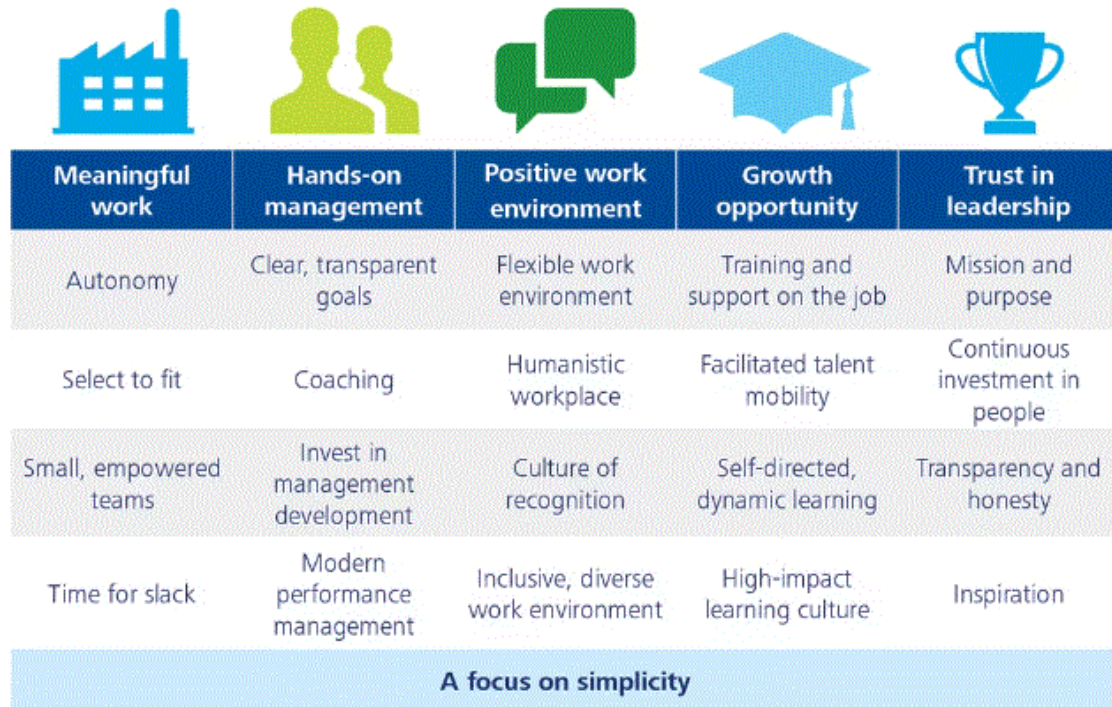 Meaningful
work
Hands-on
management
Positive work
environment
Growth
opportunity
Trust in
leadership
Autonomy
Clear, transparent
goals
Flexible work
environment
Training and
support on the job
Mission and
purpose
Select to fit
Coaching
Humanistic
workplace
Facilitated talent
mobility
Continuous
investment in
people
Small, empowered
teams
Invest in
management
development
Culture of
recognition
Self-directed,
dynamic learning
Transparency and
honesty
Time for slack
Modern
performance
management
Inclusive, diverse
work environment
High-impact
learning culture
Inspiration
A focus on simplicity